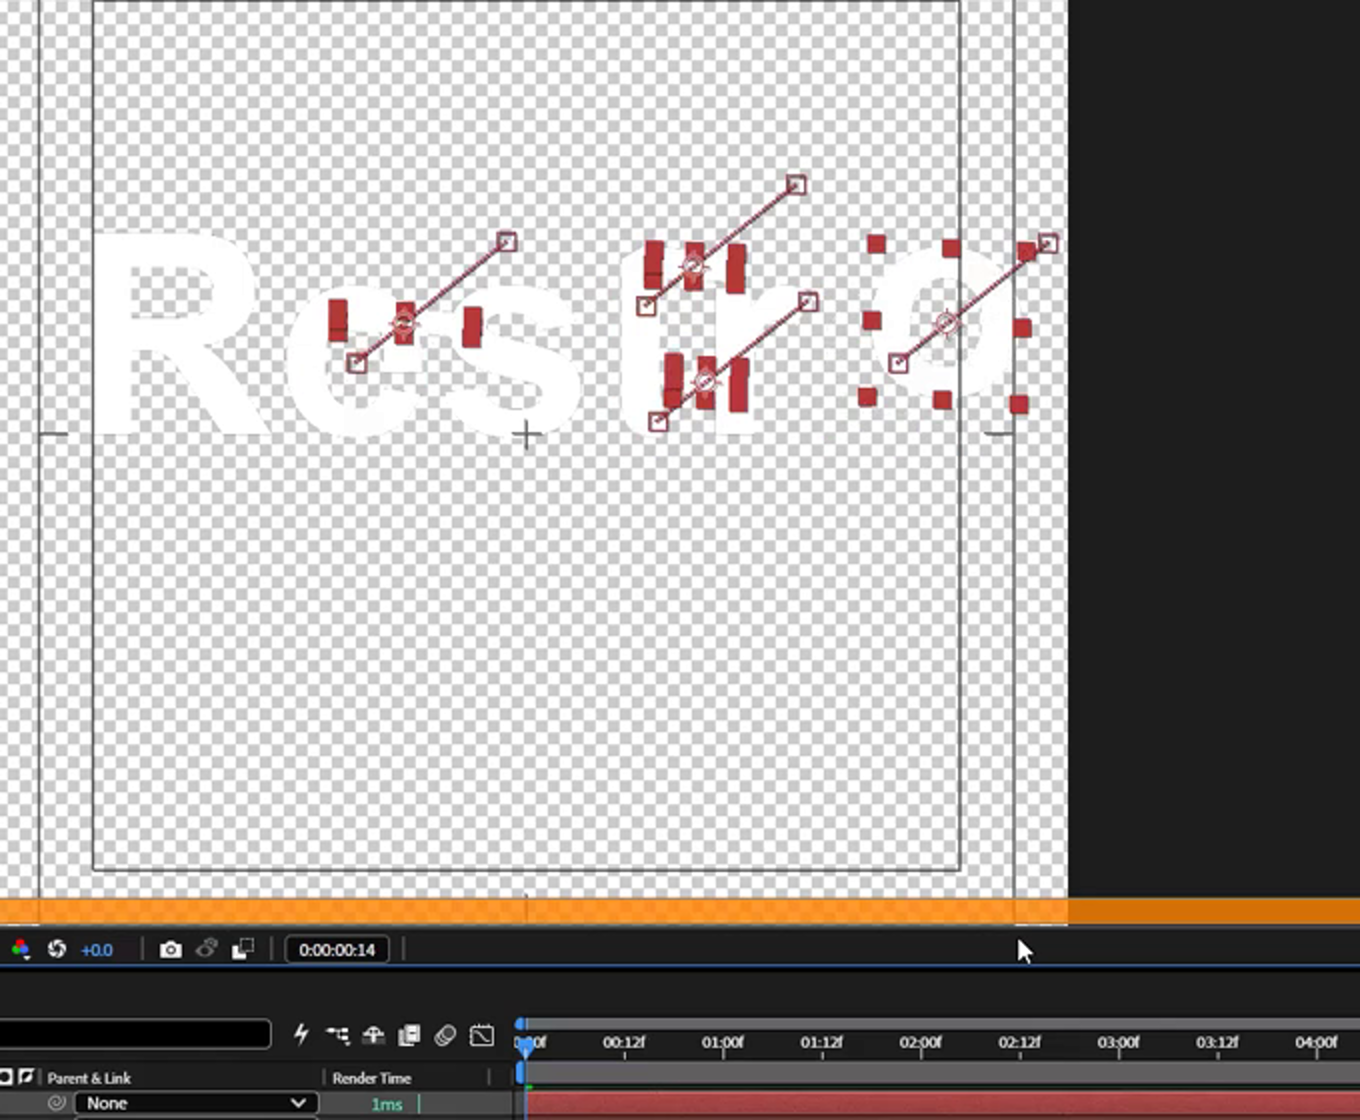 Restro
+0.0
0:00:00:14
00:12f 01:00f 01:12f 02:00f 02:12f 03:00f 03:12f 04:00f
Parent & Link Render Time
None 1ms